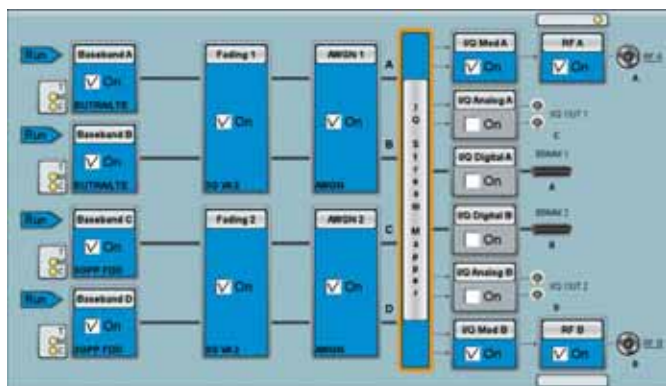 Run
Baseband A
On
EUTRA/LTE
Run
Baseband B
On
EUTRA/LTE
Run
Baseband C
On
3GPP FDD
Run
Baseband D
On
3GPP FDD
Fading 1
On
Fading 2
On
AWGN 1
On
AWGN
AWGN 2
On
AWGN
A
B
C
D
IQ Stream Mapper
I/Q Mod A
On
I/Q Analog A
On
I/Q Digital A
On
I/Q Digital B
On
I/Q Analog B
On
I/Q Mod B
On
RF A
On
RF B
On
RF A
A
I/Q OUT 1
C
BBMM 1
A
BBMM 2
B
I/Q OUT 2
RF B
B